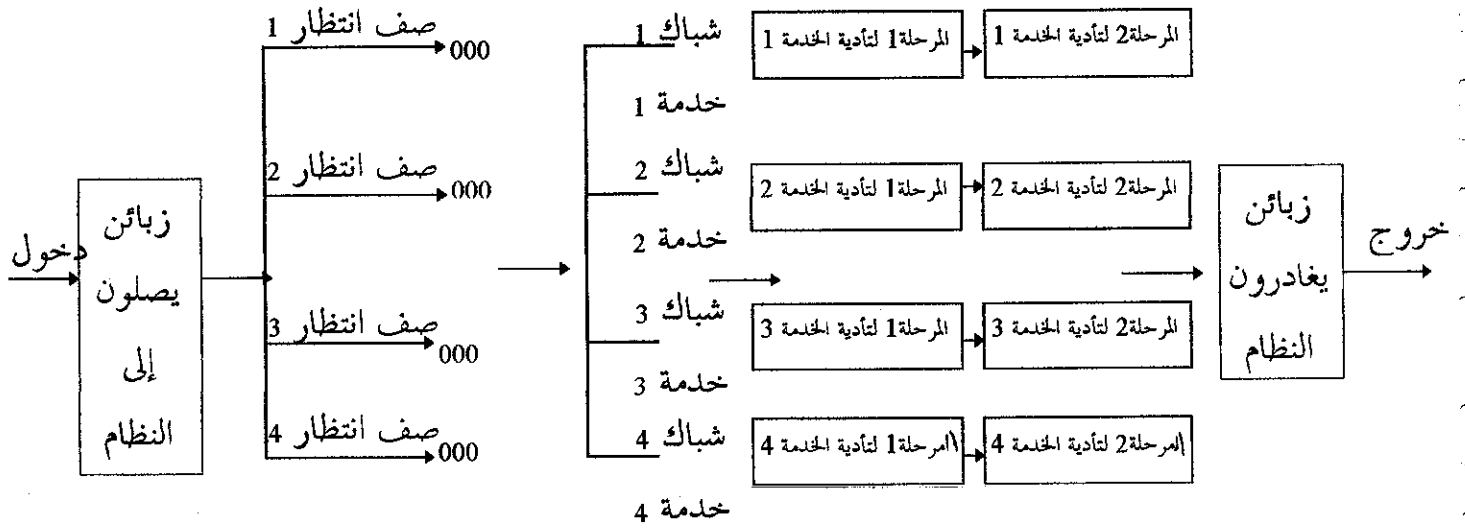 دخول
زبائن
يصلون
إلى
النظام
صف انتظار 1
000
صف انتظار 2
000
صف انتظار 3
000
صف انتظار 4
000
شباك 1
خدمة 1
شباك 2
خدمة 2
شباك 3
خدمة 3
شباك 4
خدمة 4
المرحلة1 لتأدية الخدمة 1
المرحلة2 لتأدية الخدمة 1
المرحلة1 لتأدية الخدمة 2
المرحلة2 لتأدية الخدمة 2
المرحلة1 لتأدية الخدمة 3
المرحلة2 لتأدية الخدمة 3
المرحلة1 لتأدية الخدمة 4
المرحلة2 لتأدية الخدمة 4
زبائن
يغادرون
النظام
خروج